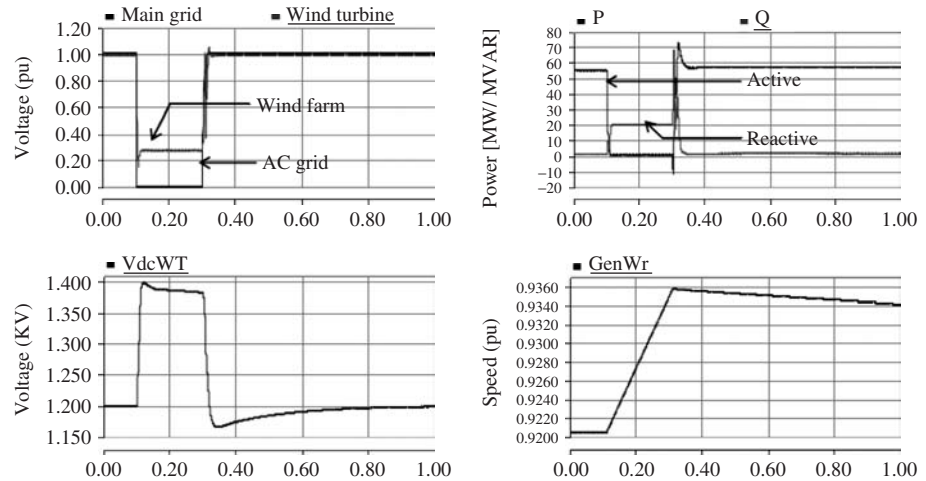 Main grid
Wind turbine
Voltage (pu)
1.20
1.00
0.80
0.60
0.40
0.20
0.00
Wind farm
AC grid
0.00 0.20 0.40 0.60 0.80 1.00
P
Q
Power [MW/ MVAR]
80
70
60
50
40
30
20
10
0
−10
−20
Active
Reactive
0.00 0.20 0.40 0.60 0.80 1.00
VdcWT
Voltage (KV)
1.400
1.350
1.300
1.200
1.150
0.00 0.20 0.40 0.60 0.80 1.00
GenWr
Speed (pu)
0.9360
0.9340
0.9320
0.9300
0.9280
0.9260
0.9240
0.9220
0.9200
0.00 0.20 0.40 0.60 0.80 1.00